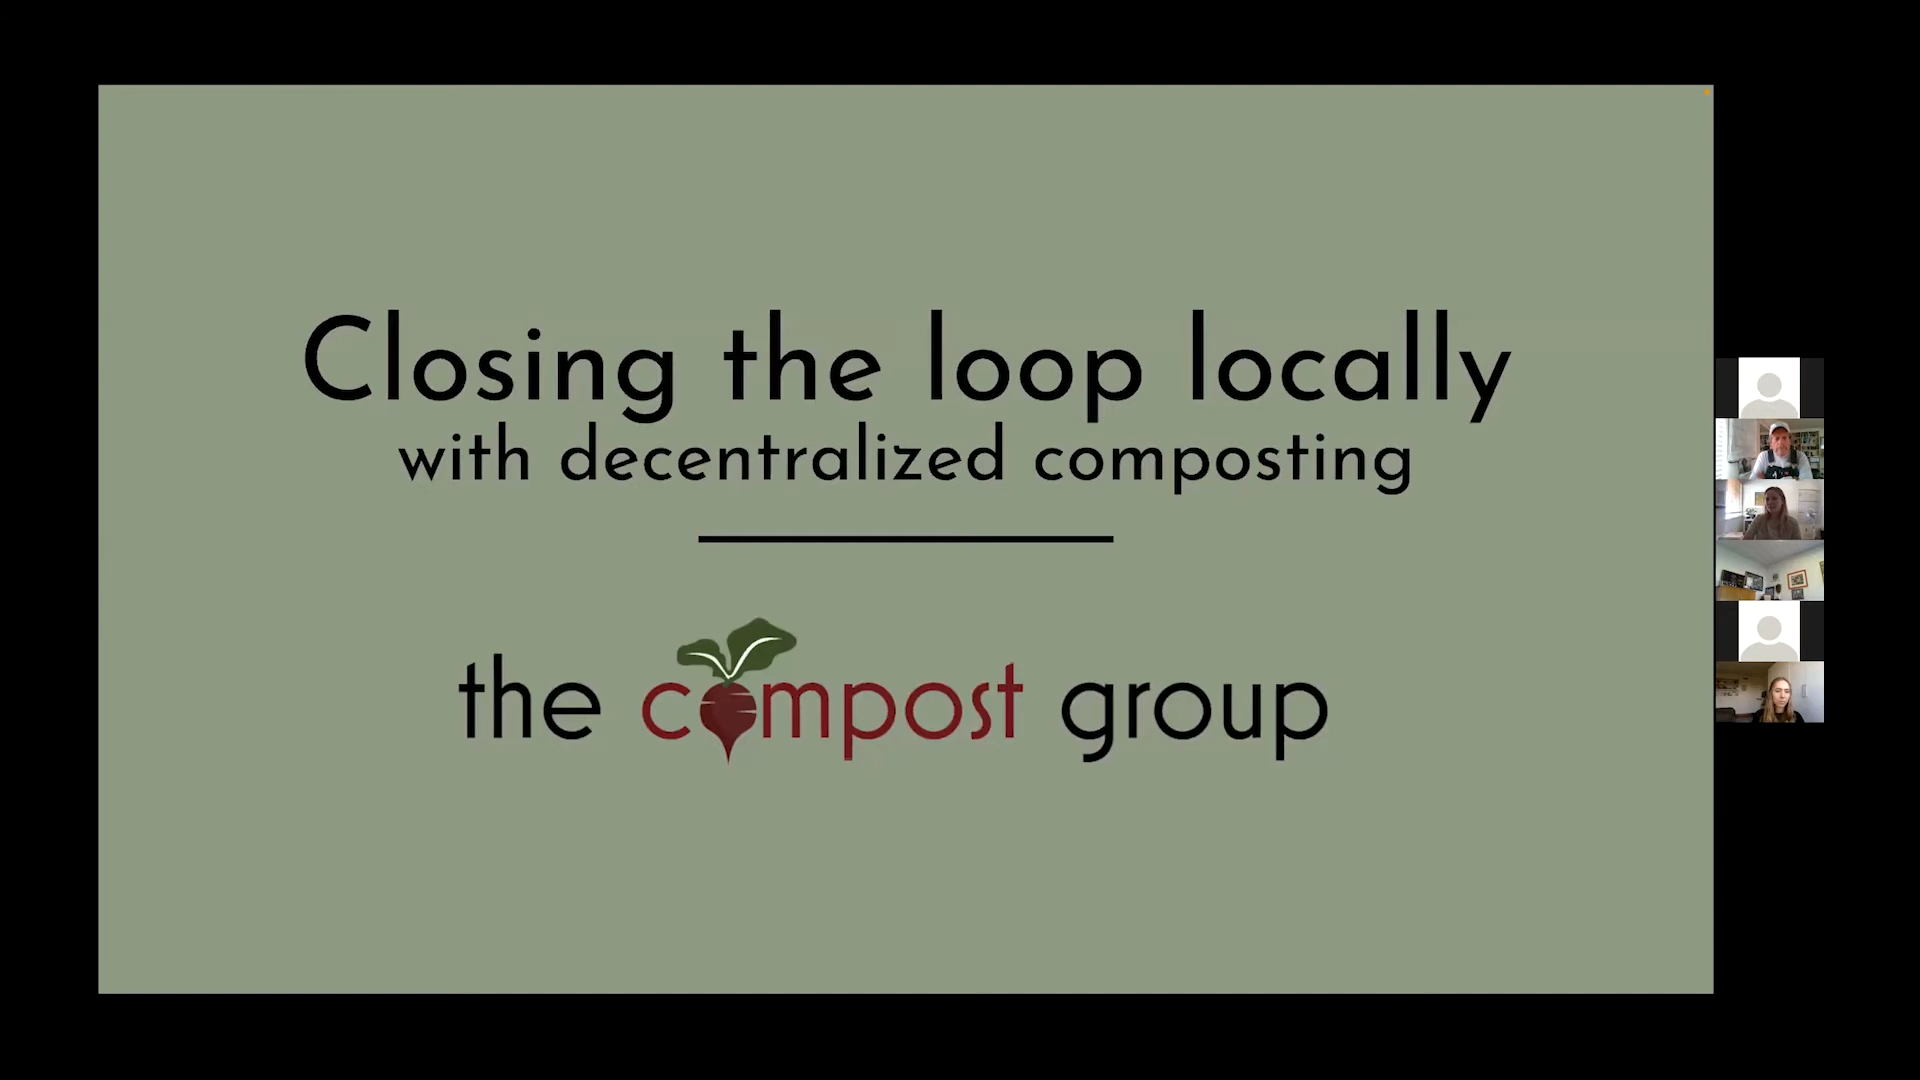 Closing the loop locally
with decentralized composting
the compost group